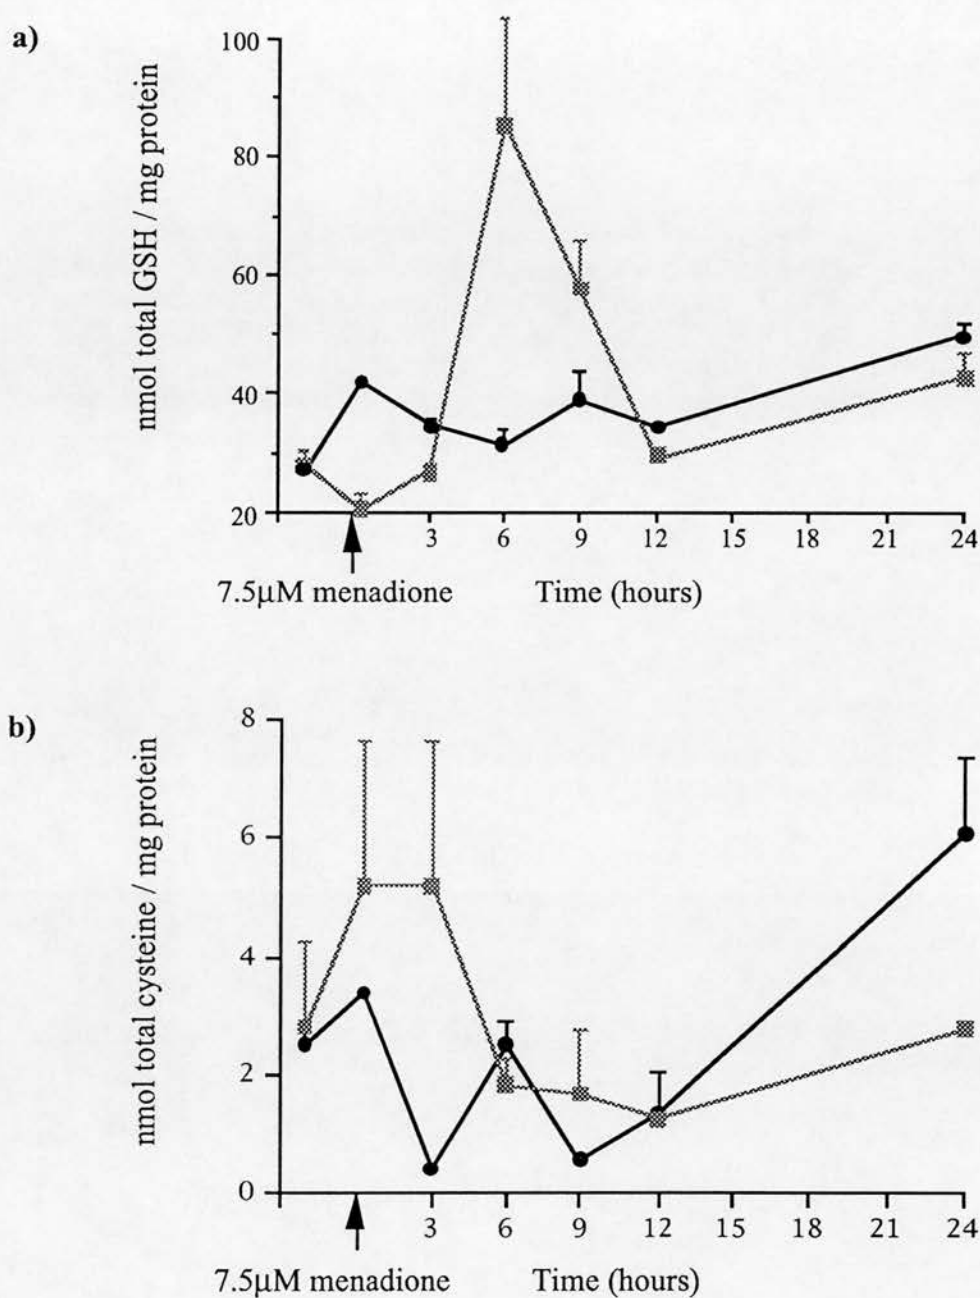 a)
nmol total GSH / mg protein
100
80
60
40
20
3 6 9 12 15 18 21 24
7.5µM menadione Time (hours)
b)
nmol total cysteine / mg protein
8
6
4
2
0
3 6 9 12 15 18 21 24
7.5µM menadione Time (hours)